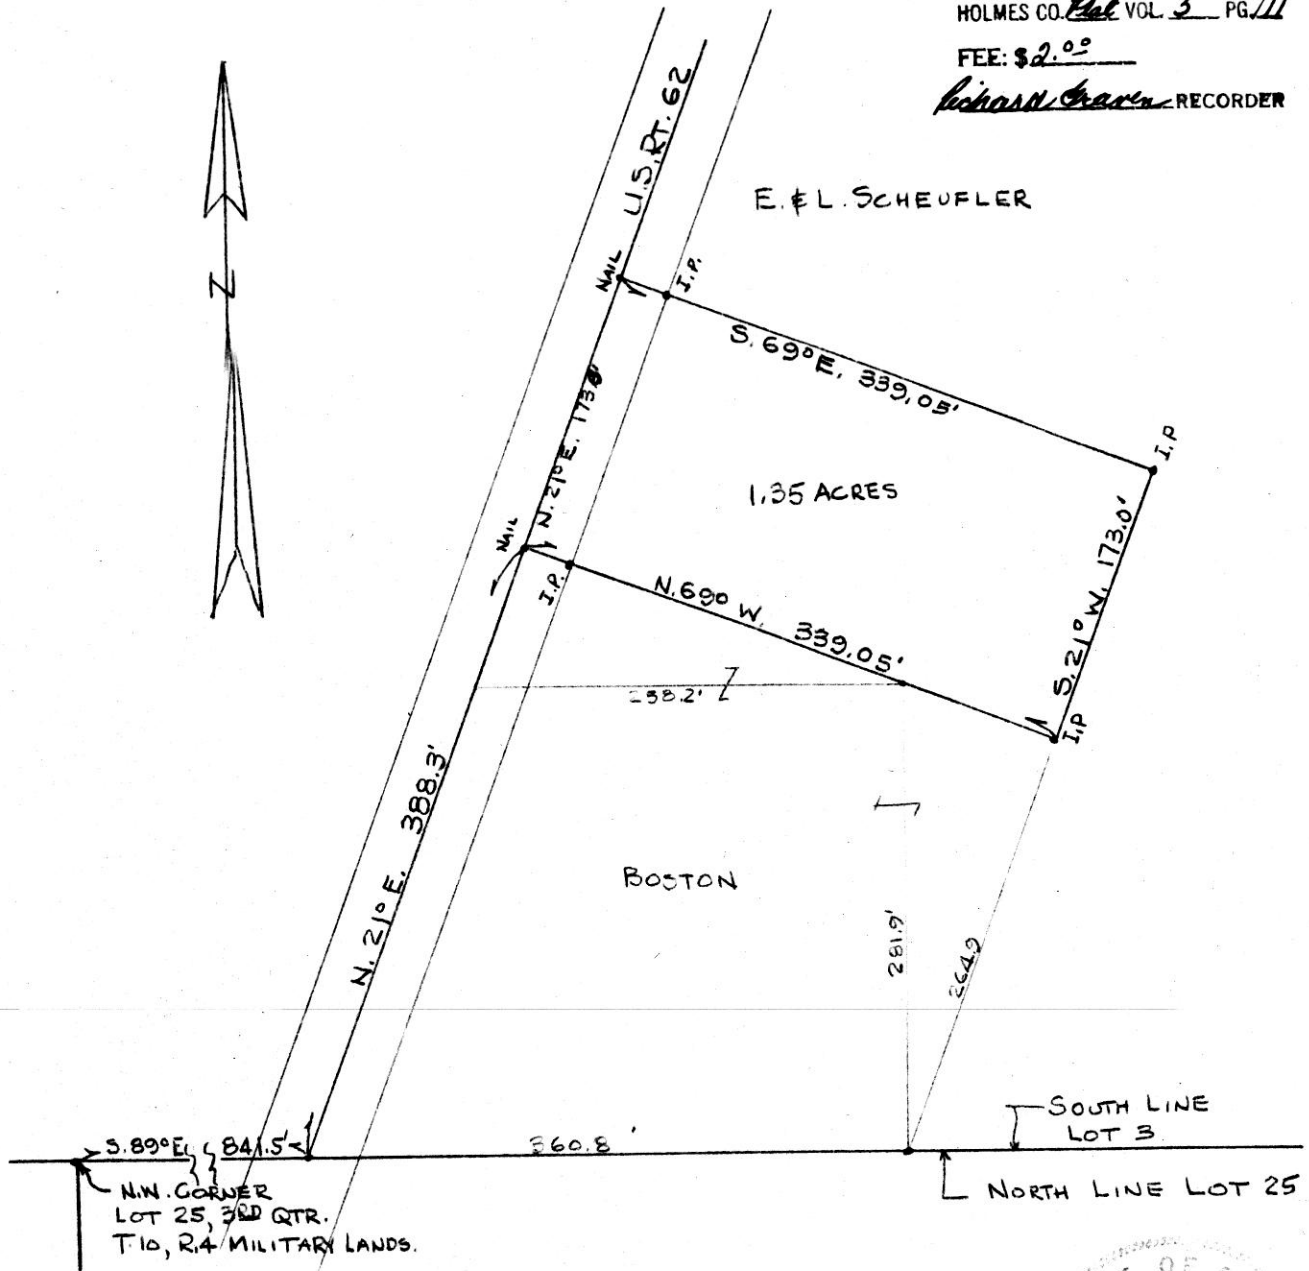 HOLMES CO. Plat VOL. 3 PG. 111
FEE: $2.00
Richard Graven RECORDER
U.S. RT. 62
E. & L. SCHEUFLER
N
NAIL
I.P.
S. 69° E. 339.05'
N. 21° E. 173.0'
1.35 ACRES
I.P
NAIL
I.P.
N. 69° W. 339.05'
S. 21° W. 173.0'
I.P
N. 21° E. 388.3'
BOSTON
281.9'
264.9
S. 89° E. 841.5'
360.8'
SOUTH LINE
LOT 3
N.W. CORNER
LOT 25, 3RD QTR.
T.10, R.4 MILITARY LANDS.
NORTH LINE LOT 25